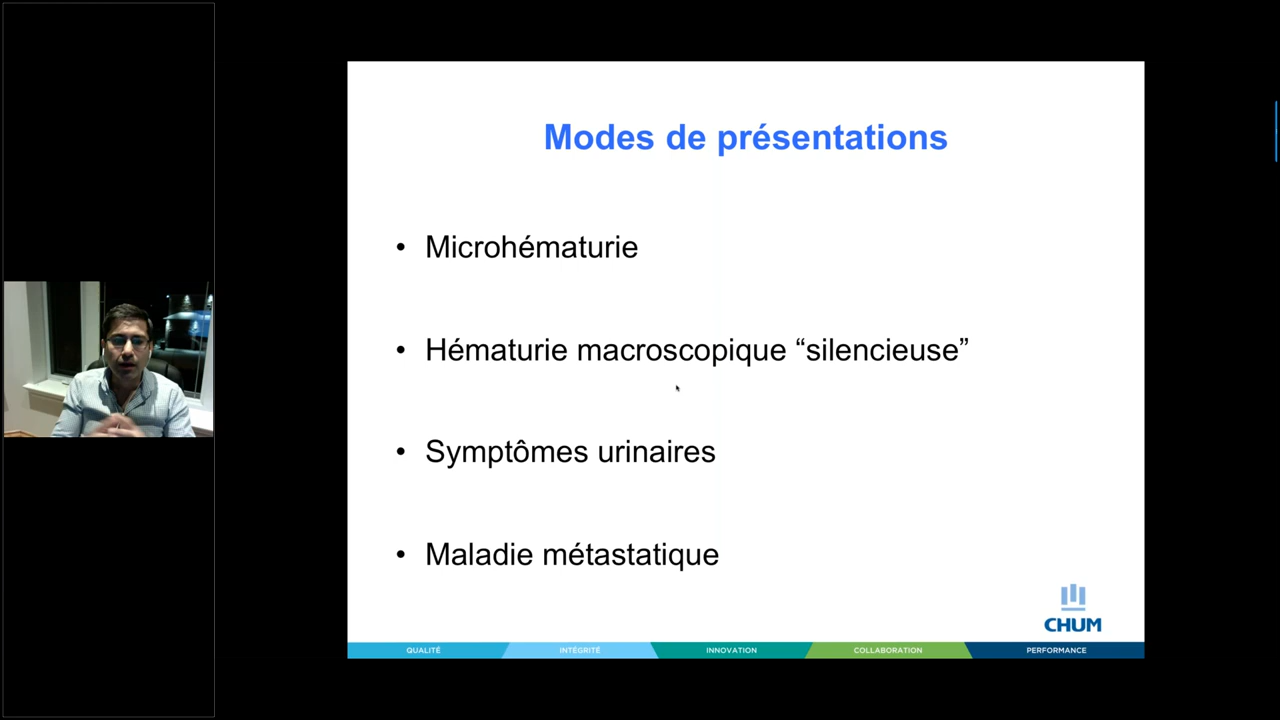 Modes de présentations
• Microhématurie
• Hématurie macroscopique “silencieuse”
• Symptômes urinaires
• Maladie métastatique
CHUM
QUALITÉ INTÉGRITÉ INNOVATION COLLABORATION PERFORMANCE